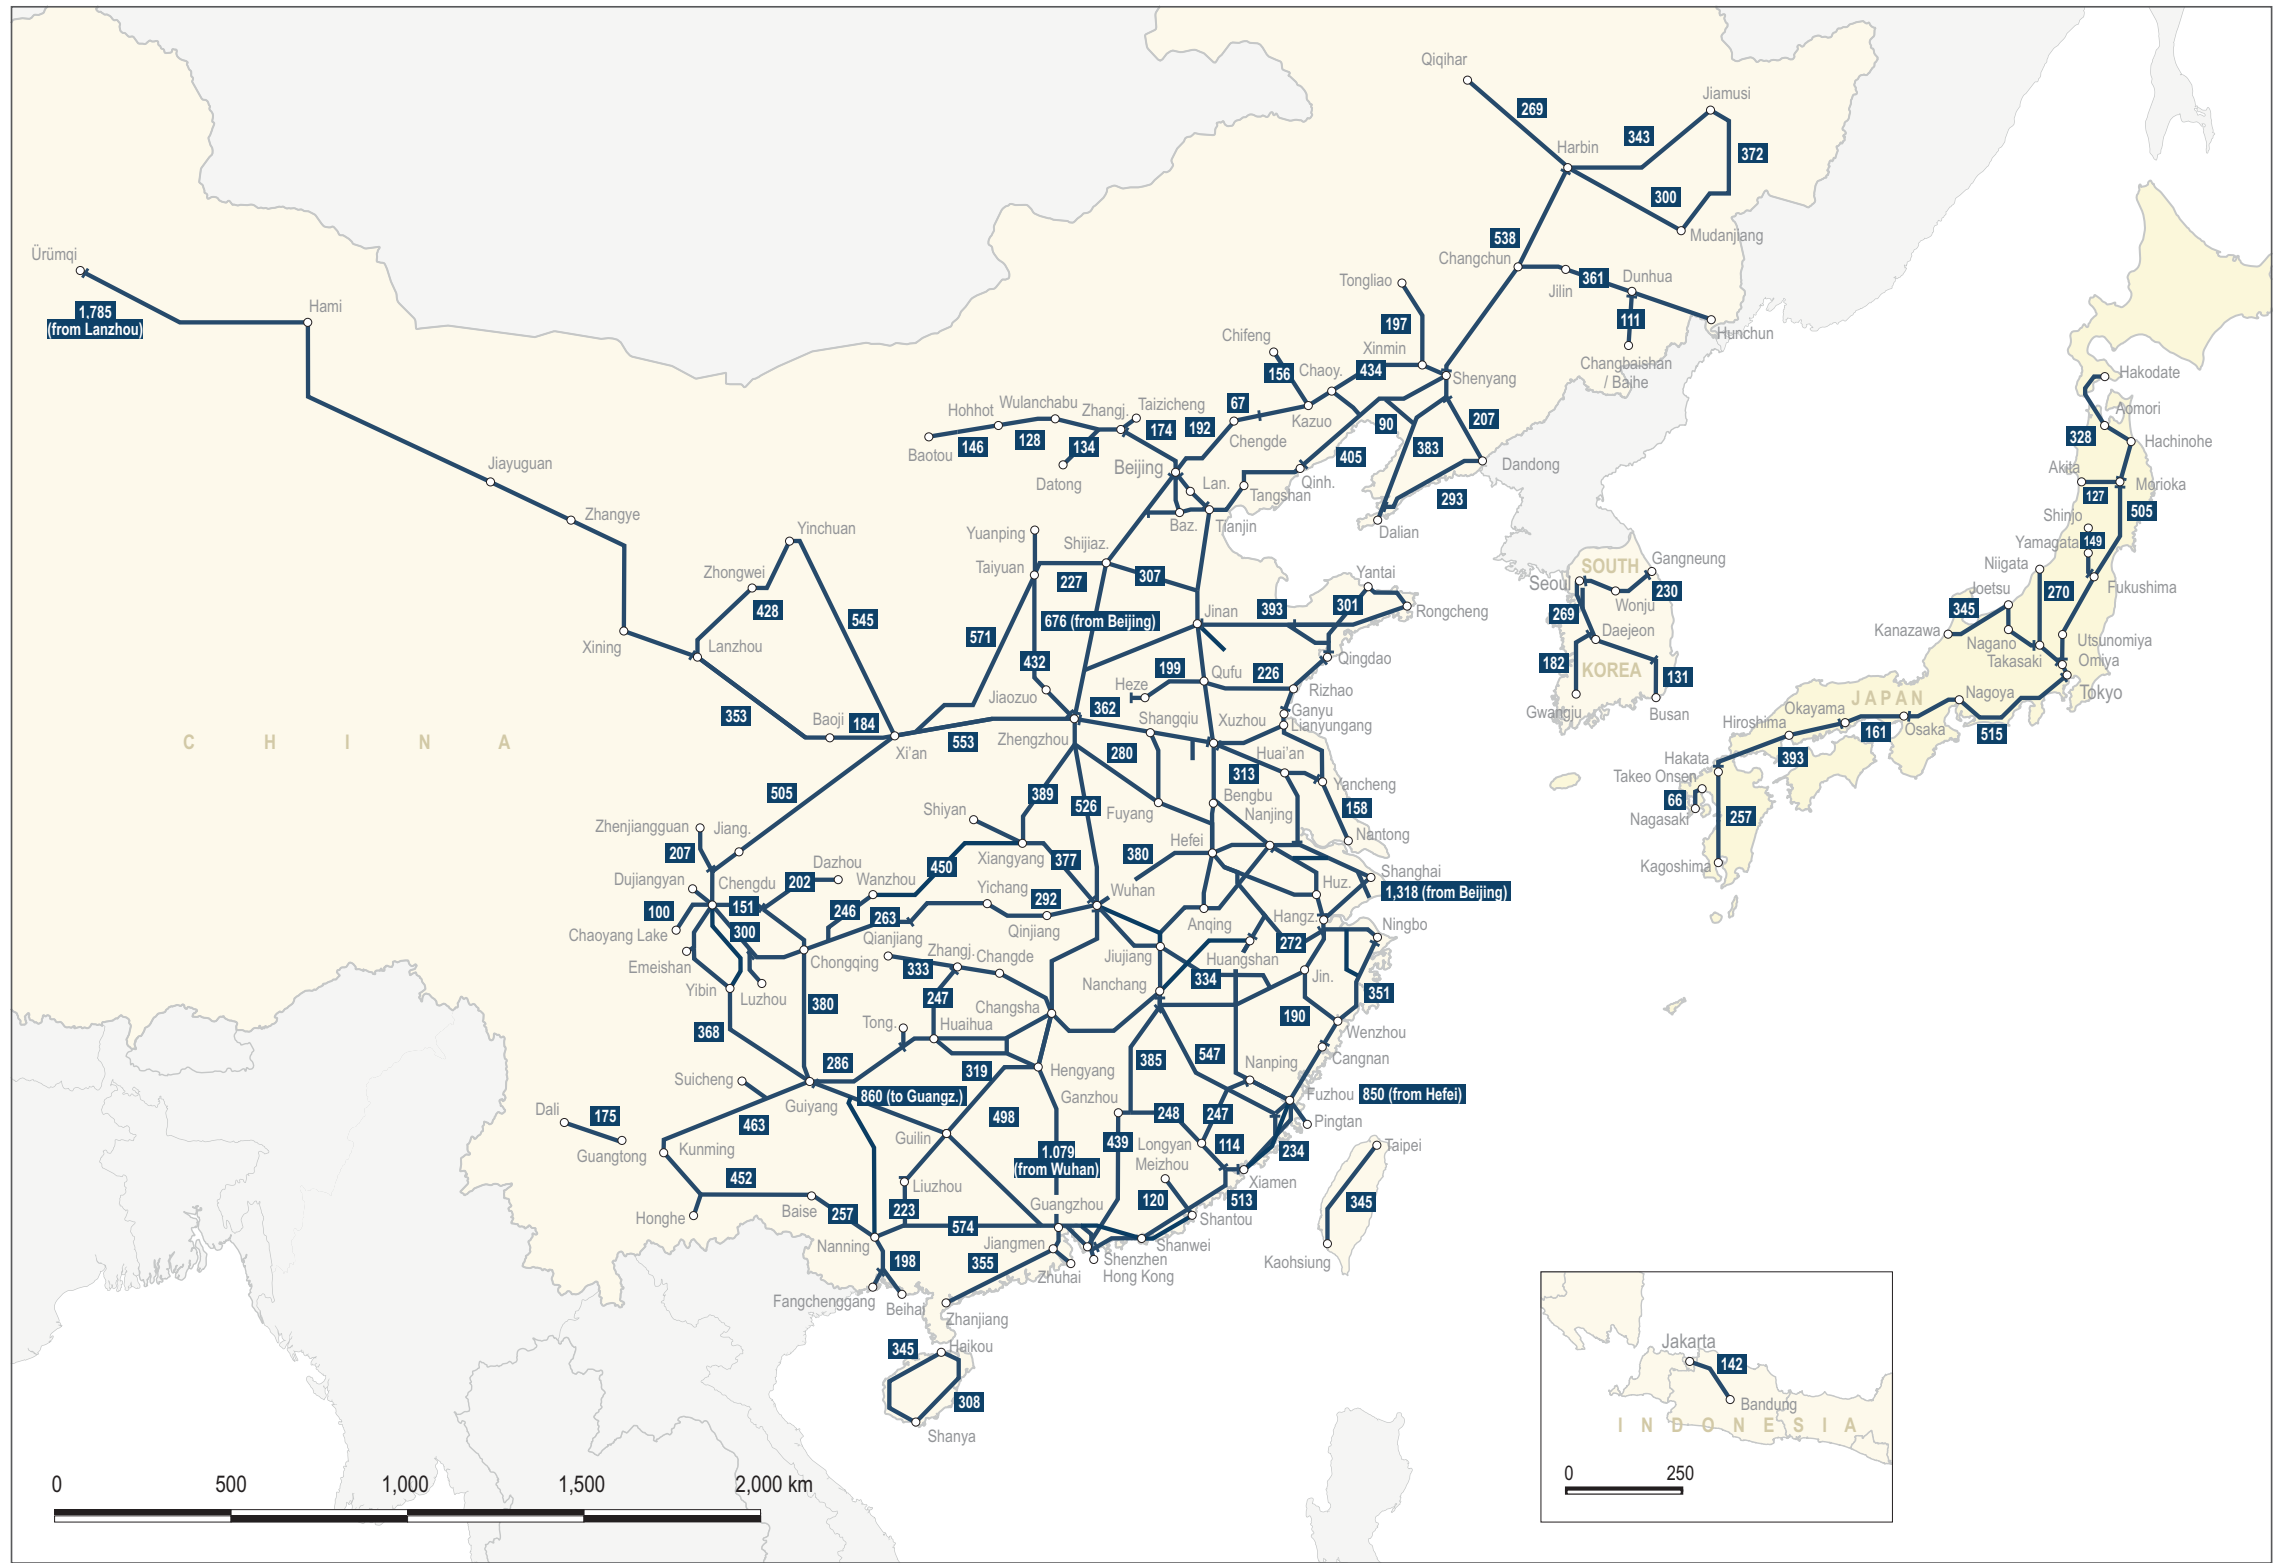 Qiqihar
Jiamusi
269
343
Harbin
372
300
Mudanjiang
538
Changchun
361
Dunhua
Jilin
Tongliao
111
Hunchun
Changbaishan
/ Baihe
197
Xinmin
Chifeng
156
Chaoy.
434
Shenyang
Kazuo
67
Chengde
192
90
207
383
405
Dandong
293
Dalian
Qinh.
Tangshan
Ürümqi
1,785
(from Lanzhou)
Hami
Jiayuguan
Zhangye
Xining
Lanzhou
Yinchuan
Zhongwei
428
545
353
Baoji
184
Xi'an
Hohhot
Wulanchabu
Zhangj.
Taizicheng
174
Baotou
146
128
134
Datong
Beijing
Lan.
Baz.
Tianjin
Yuanping
Taiyuan
Shijiaz.
227
307
571
676 (from Beijing)
432
Jinan
393
Yantai
301
Rongcheng
Qingdao
Jiaozuo
Heze
199
Qufu
226
Rizhao
Ganyu
Lianyungang
362
Shangqiu
Xuzhou
553
Zhengzhou
280
Huai'an
313
Yancheng
158
Nantong
Bengbu
Nanjing
Fuyang
505
389
526
Shiyan
Xiangyang
377
380
Hefei
Shanghai
1,318 (from Beijing)
Zhenjiangguan
Jiang.
207
Dujiangyan
Chengdu
Dazhou
202
Wanzhou
450
Yichang
292
Wuhan
100
151
246
263
Chaoyang Lake
300
Emeishan
Qianjiang
Qinjiang
Anqing
Huz.
Hangz.
Ningbo
272
Huangshan
Chongqing
Zhangj.
Changde
333
Jiujiang
334
Jin.
Yibin
Luzhou
380
247
Nanchang
Changsha
351
190
Wenzhou
368
Tong.
Huaihua
385
547
Nanping
Cangnan
286
319
Hengyang
Suicheng
Guiyang
860 (to Guangz.)
Ganzhou
Fuzhou
850 (from Hefei)
Pingtan
Dali
175
463
Guilin
498
439
248
247
Longyan
114
234
Guangtong
Kunming
1,079
(from Wuhan)
Meizhou
Xiamen
Taipei
452
Liuzhou
Guangzhou
120
513
345
Honghe
Baise
257
223
574
Shantou
Nanning
Jiangmen
Shanwei
Kaohsiung
198
355
Shenzhen
Zhuhai
Hong Kong
Fangchenggang
Beihai
Zhanjiang
345
Haikou
308
Shanya
C H I N A
Hakodate
Aomori
328
Hachinohe
Akita
127
Morioka
Shinjo
505
Yamagata
149
Niigata
Joetsu
270
Fukushima
345
Kanazawa
Nagano
Takasaki
Utsunomiya
Omiya
JAPAN
Nagoya
Tokyo
Okayama
Hiroshima
161
Osaka
515
Hakata
393
Takeo Onsen
66
Nagasaki
257
Kagoshima
SOUTH
Gangneung
Seoul
230
Wonju
269
Daejeon
182
KOREA
131
Gwangju
Busan
0 500 1,000 1,500 2,000 km
Jakarta
142
Bandung
I N D O N E S I A
0 250